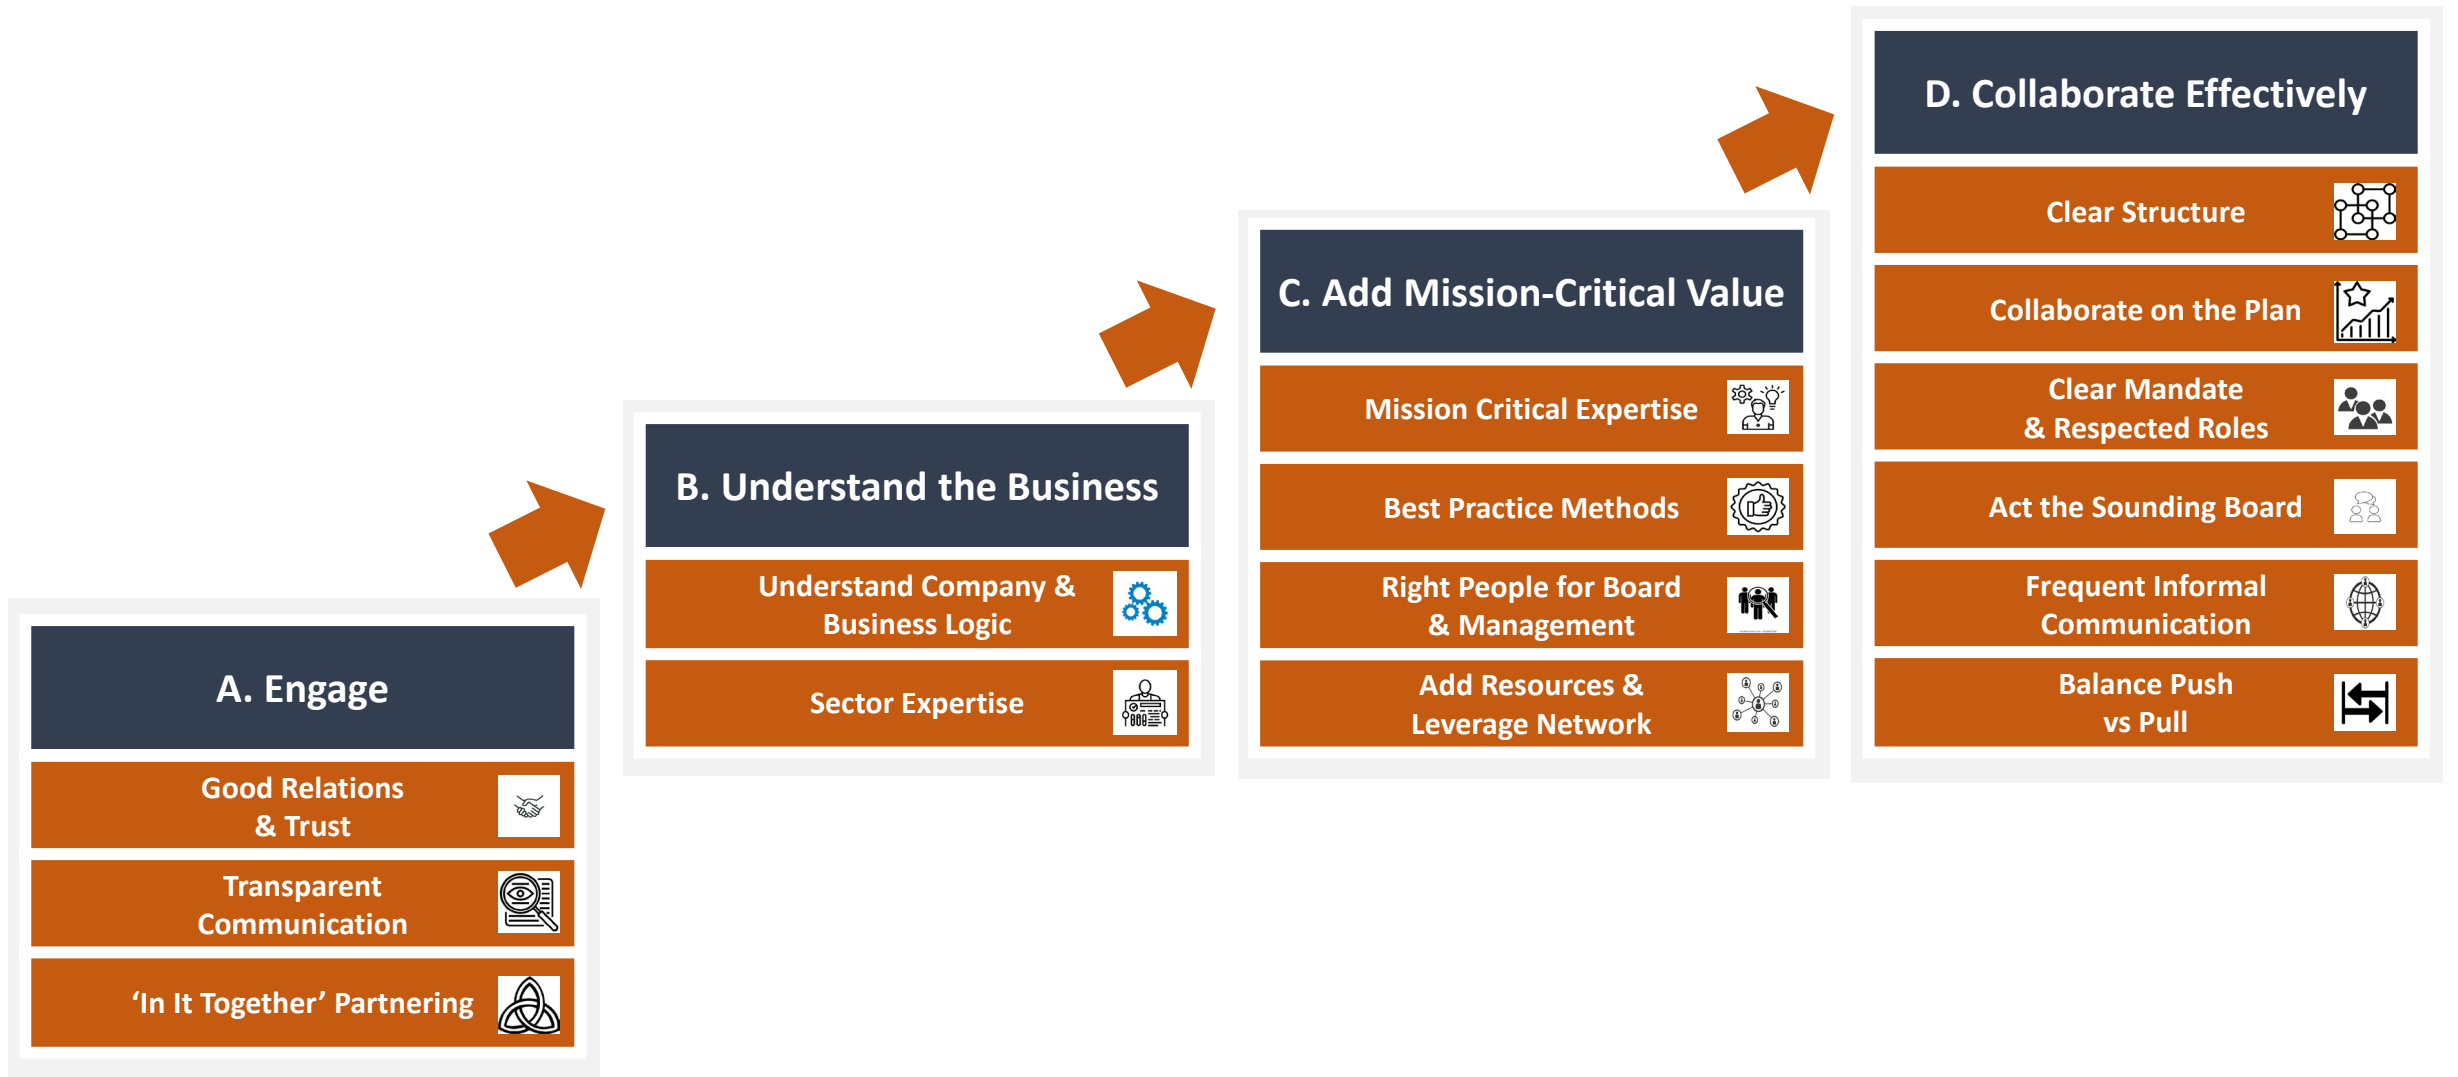 A. Engage
Good Relations
& Trust
Transparent
Communication
‘In It Together’ Partnering
B. Understand the Business
Understand Company &
Business Logic
Sector Expertise
C. Add Mission-Critical Value
Mission Critical Expertise
Best Practice Methods
Right People for Board
& Management
Add Resources &
Leverage Network
D. Collaborate Effectively
Clear Structure
Collaborate on the Plan
Clear Mandate
& Respected Roles
Act the Sounding Board
Frequent Informal
Communication
Balance Push
vs Pull